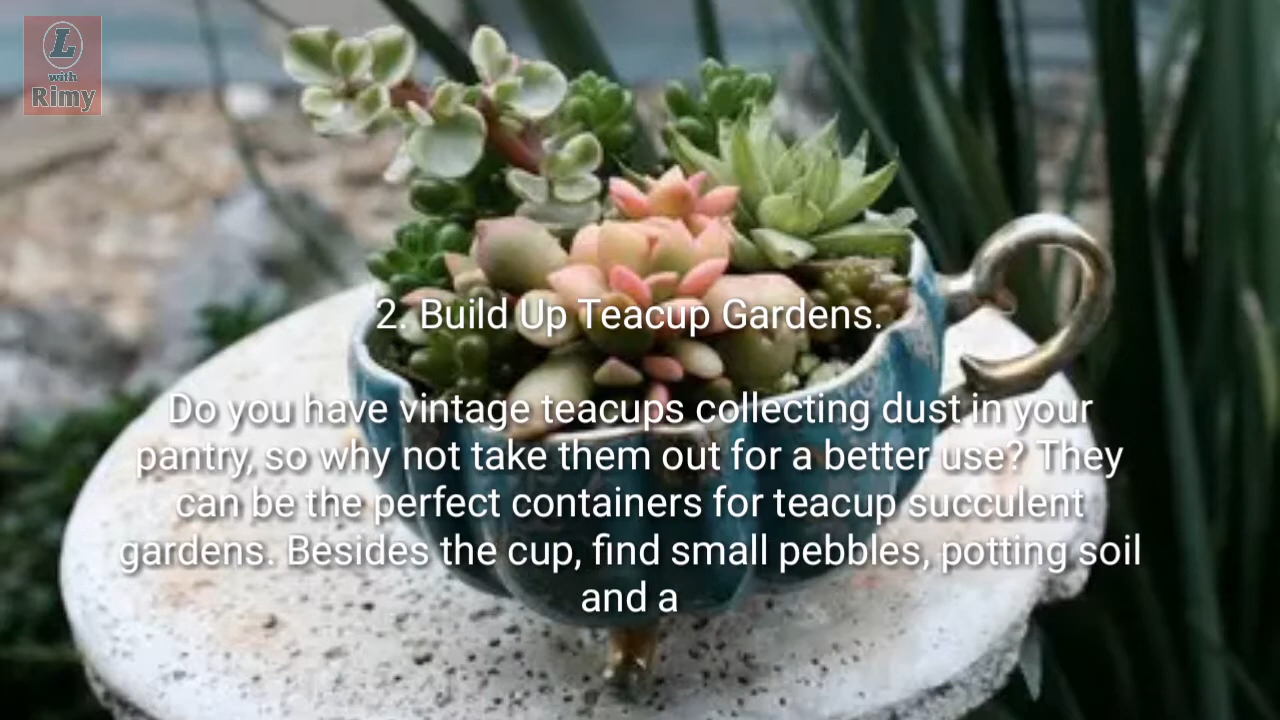 L
with
Rimy
2. Build Up Teacup Gardens.
Do you have vintage teacups collecting dust in your
pantry, so why not take them out for a better use? They
can be the perfect containers for teacup succulent
gardens. Besides the cup, find small pebbles, potting soil
and a